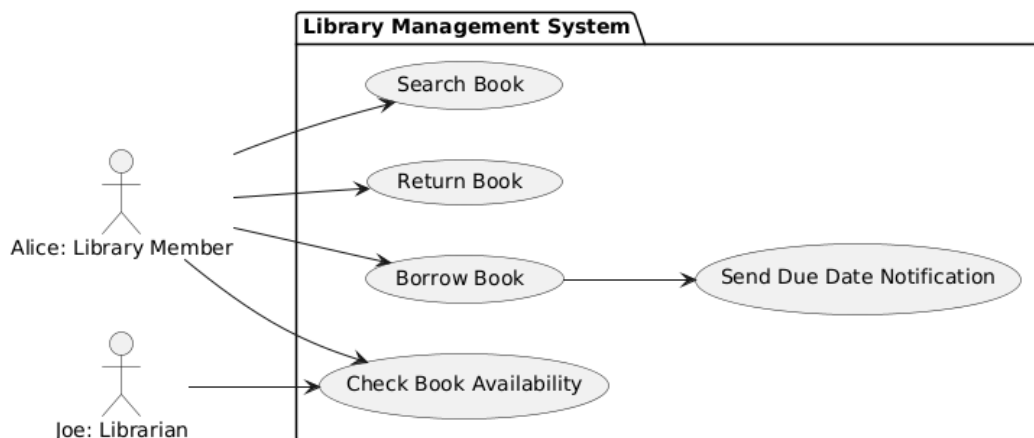 Library Management System
Search Book
Return Book
Alice: Library Member
Borrow Book
Send Due Date Notification
Check Book Availability
Joe: Librarian